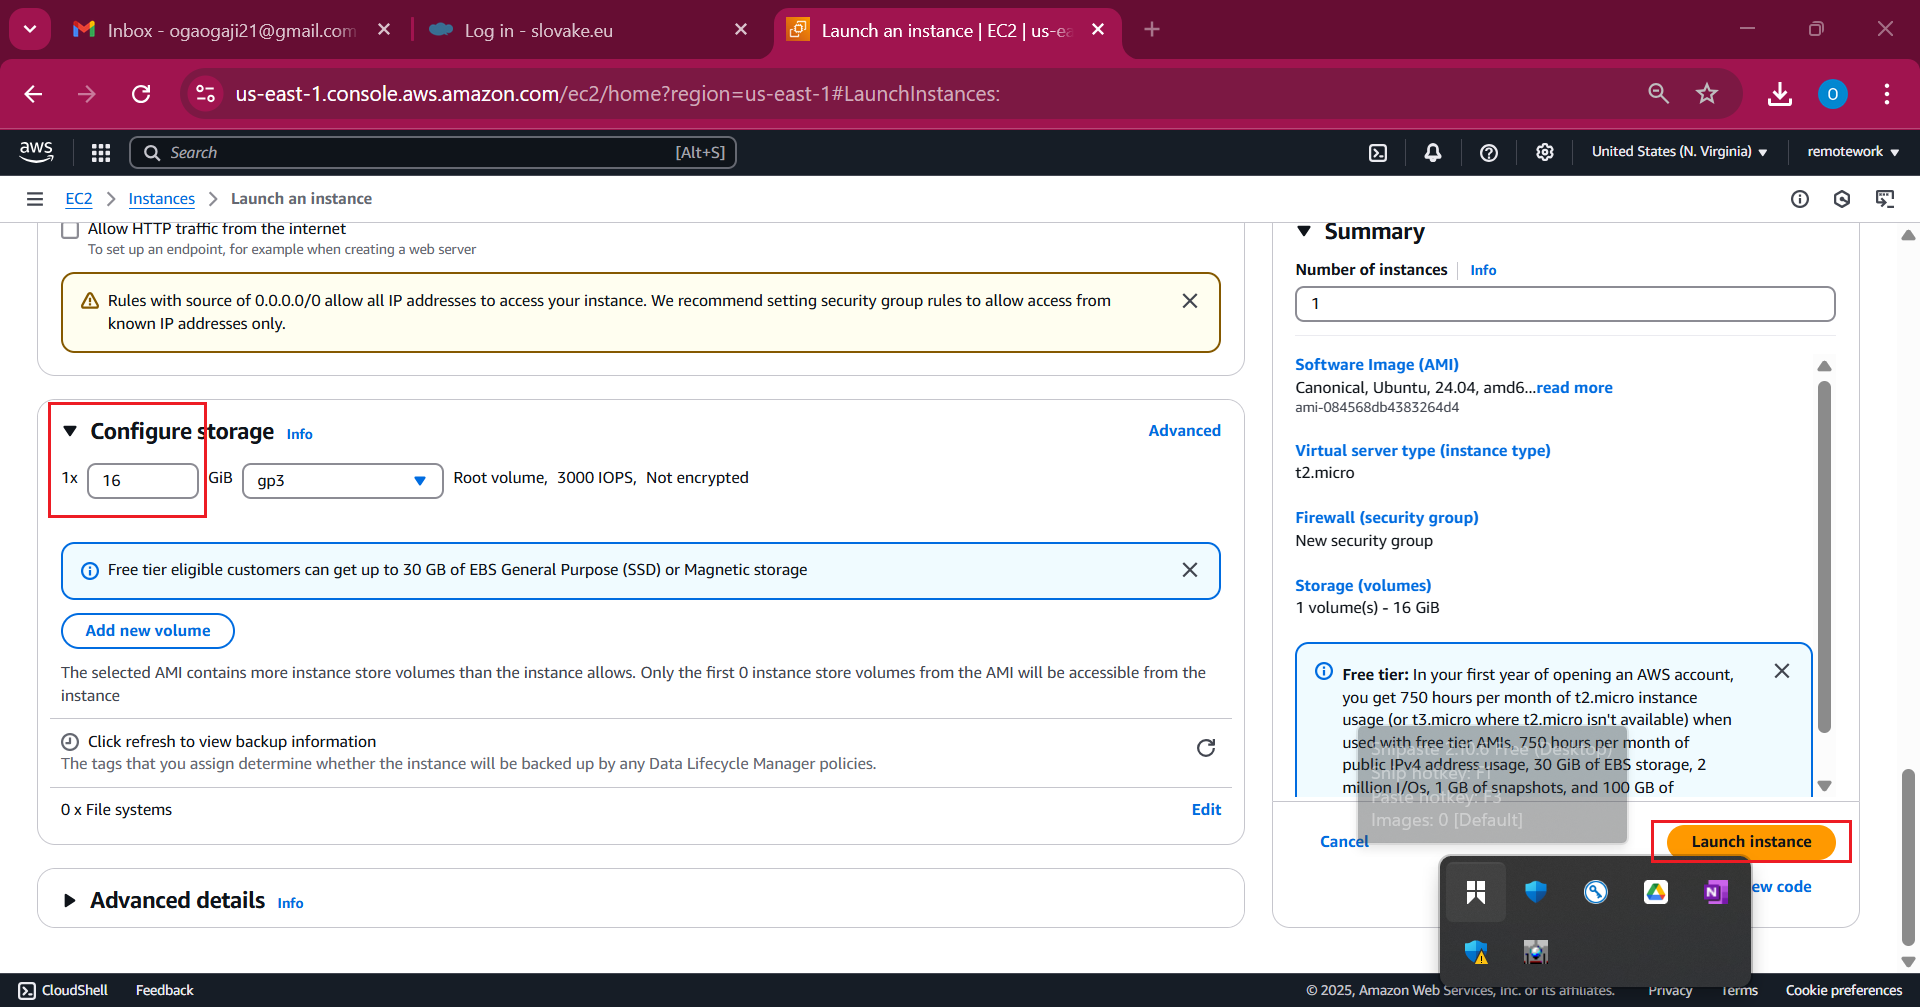 Inbox - ogaogaji21@gmail.com
Log in - slovake.eu
Launch an instance | EC2 | us-ea
us-east-1.console.aws.amazon.com/ec2/home?region=us-east-1#LaunchInstances:
O
aws
Search
[Alt+S]
United States (N. Virginia)
remotework
EC2
Instances
Launch an instance
Allow HTTP traffic from the internet
To set up an endpoint, for example when creating a web server
Rules with source of 0.0.0.0/0 allow all IP addresses to access your instance. We recommend setting security group rules to allow access from
known IP addresses only.
Configure storage Info
Advanced
1x 16 GiB gp3 Root volume, 3000 IOPS, Not encrypted
Free tier eligible customers can get up to 30 GB of EBS General Purpose (SSD) or Magnetic storage
Add new volume
The selected AMI contains more instance store volumes than the instance allows. Only the first 0 instance store volumes from the AMI will be accessible from the
instance
Click refresh to view backup information
The tags that you assign determine whether the instance will be backed up by any Data Lifecycle Manager policies.
0 x File systems
Edit
Advanced details Info
Summary
Number of instances Info
1
Software Image (AMI)
Canonical, Ubuntu, 24.04, amd6...read more
ami-084568db4383264d4
Virtual server type (instance type)
t2.micro
Firewall (security group)
New security group
Storage (volumes)
1 volume(s) - 16 GiB
Free tier: In your first year of opening an AWS account,
you get 750 hours per month of t2.micro instance
usage (or t3.micro where t2.micro isn't available) when
used with free tier AMIs, 750 hours per month of
public IPv4 address usage, 30 GiB of EBS storage, 2
million I/Os, 1 GB of snapshots, and 100 GB of
Snipaste 2.10.6 Free (Desktop)
Snip hotkey: F1
Paste hotkey: F3
Images: 0 [Default]
Cancel
Launch instance
ew code
CloudShell
Feedback
© 2025, Amazon Web Services, Inc. or its affiliates.
Privacy
Terms
Cookie preferences